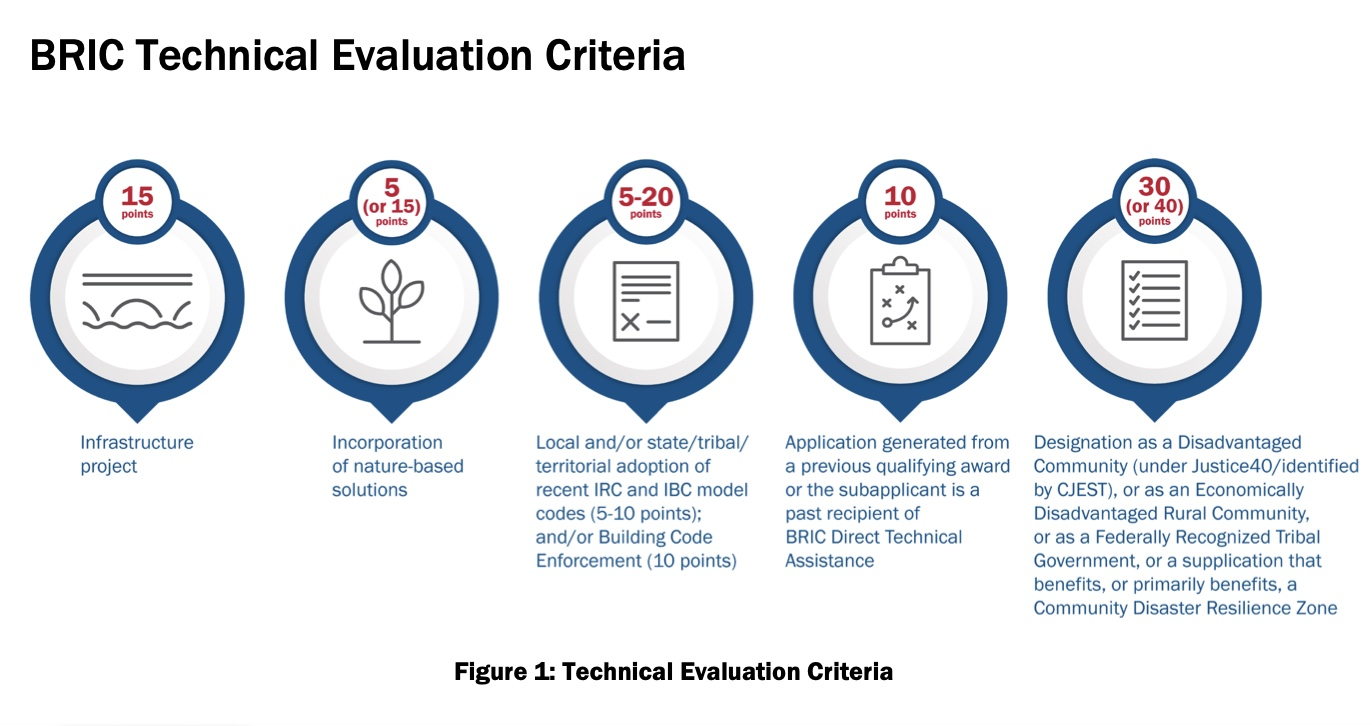 BRIC Technical Evaluation Criteria
15
points
Infrastructure
project
5
(or 15)
points
Incorporation
of nature-based
solutions
5-20
points
Local and/or state/tribal/
territorial adoption of
recent IRC and IBC model
codes (5-10 points);
and/or Building Code
Enforcement (10 points)
10
points
Application generated from
a previous qualifying award
or the subapplicant is a
past recipient of
BRIC Direct Technical
Assistance
30
(or 40)
points
Designation as a Disadvantaged
Community (under Justice40/identified
by CJEST), or as an Economically
Disadvantaged Rural Community,
or as a Federally Recognized Tribal
Government, or a supplication that
benefits, or primarily benefits, a
Community Disaster Resilience Zone
Figure 1: Technical Evaluation Criteria